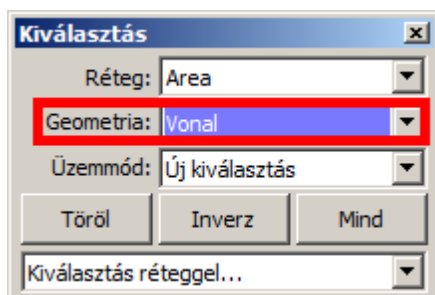 Kiválasztás
Réteg: Area
Geometria: Vonal
Üzemmód: Új kiválasztás
Töröl Inverz Mind
Kiválasztás réteggel...